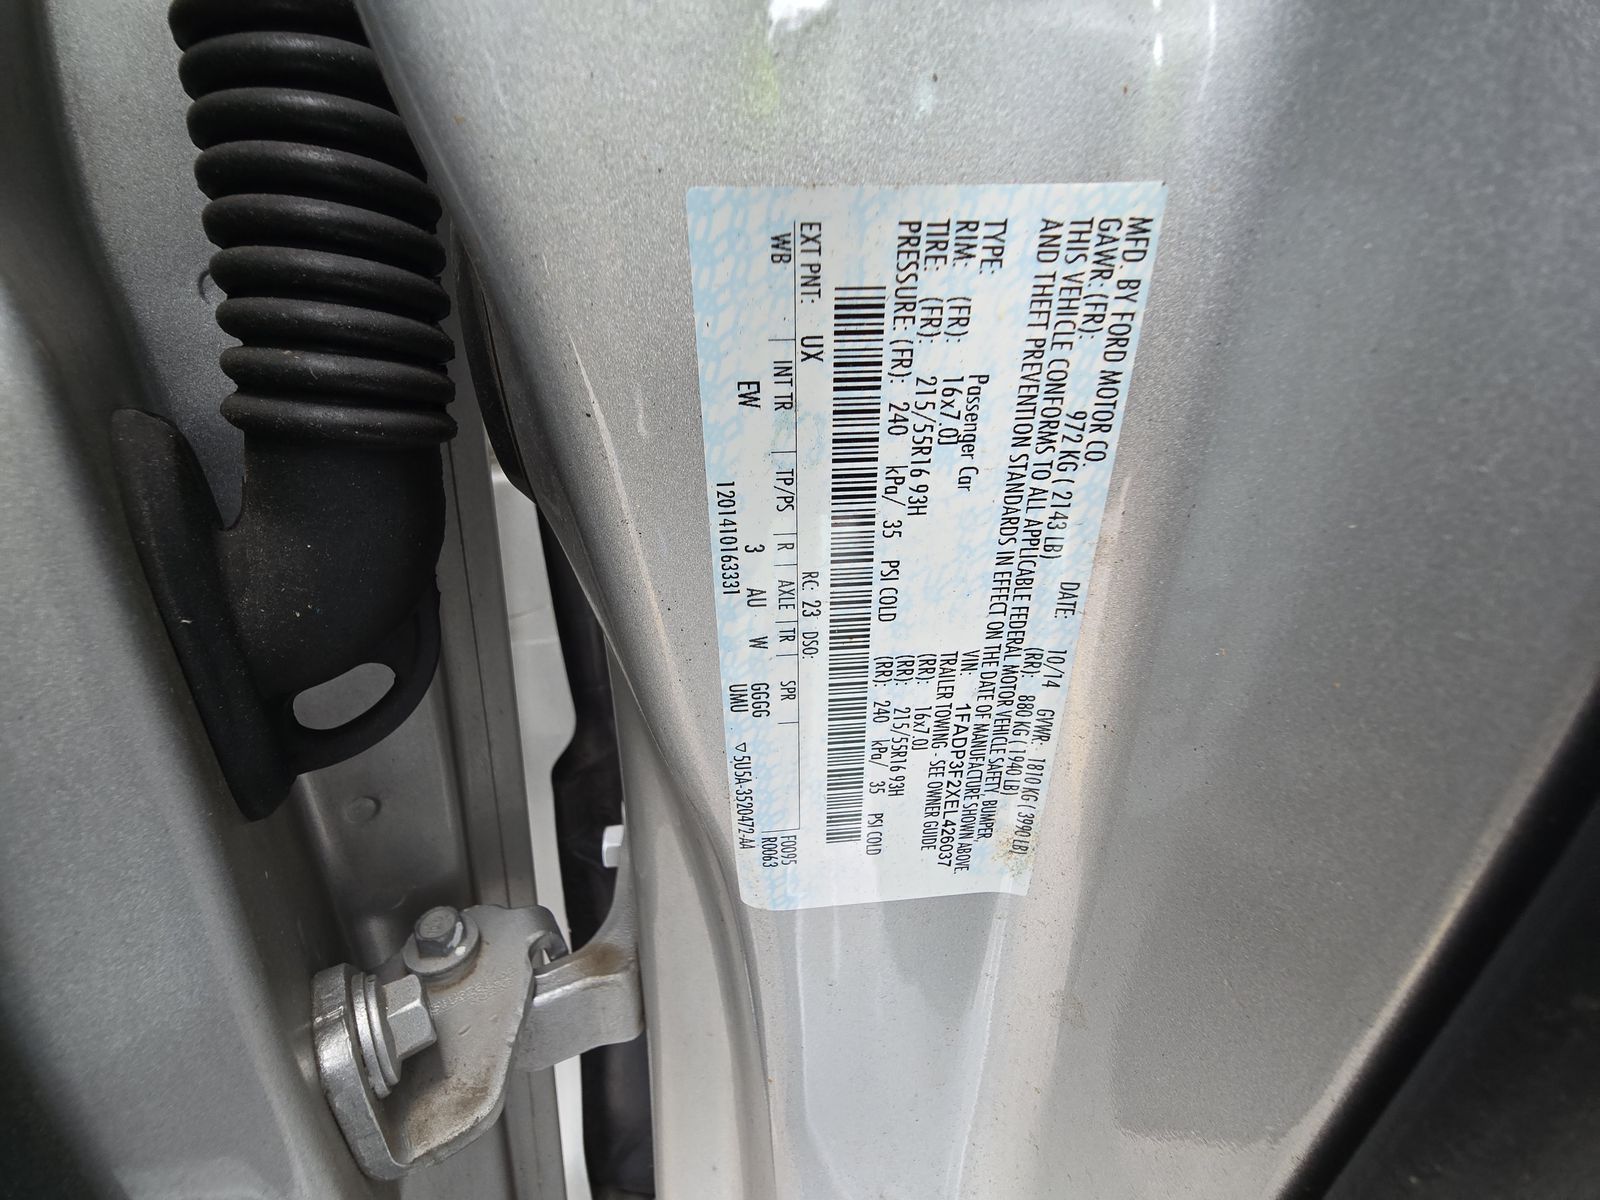 MFD. BY FORD MOTOR CO.
DATE: 10/14 GVWR: 1810 KG ( 3990 LB)
GAWR: (FR): 972 KG ( 2143 LB) (RR): 880 KG ( 1940 LB)
THIS VEHICLE CONFORMS TO ALL APPLICABLE FEDERAL MOTOR VEHICLE SAFETY, BUMPER,
AND THEFT PREVENTION STANDARDS IN EFFECT ON THE DATE OF MANUFACTURE SHOWN ABOVE.
VIN: 1FADP3F2XEL426037
TYPE: Passenger Car TRAILER TOWING - SEE OWNER GUIDE
RIM: (FR): 16x7.0J (RR): 16x7.0J
TIRE: (FR): 215/55R16 93H (RR): 215/55R16 93H
PRESSURE: (FR): 240 kPa/ 35 PSI COLD (RR): 240 kPa/ 35 PSI COLD
EXT PNT: UX RC: 23 DSO: F0095
WB INT TR TP/PS R AXLE TR SPR R0063
EW 3 AU W GGGG
120141016333​1 UMU ▽5U5A-3520472-AA